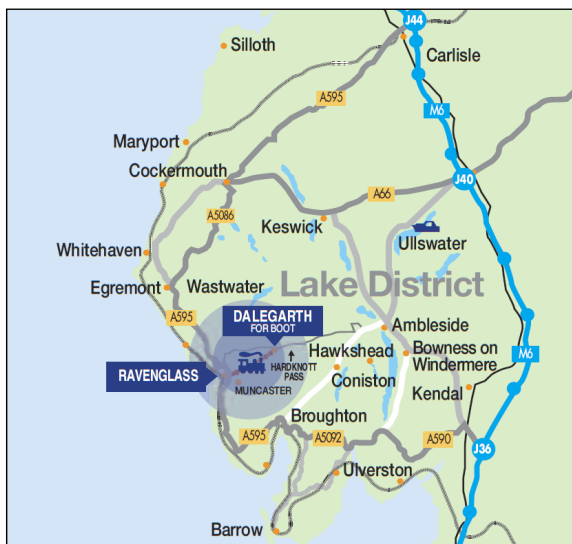 J44
Silloth
Carlisle
A595
M6
Maryport
Cockermouth
J40
A66
A5086
Keswick
Ullswater
Whitehaven
Egremont
Wastwater
Lake District
A595
DALEGARTH
FOR BOOT
Ambleside
Hawkshead
Bowness on
Windermere
M6
HARDKNOTT
PASS
RAVENGLASS
Coniston
MUNCASTER
Kendal
Broughton
A595
A5092
A590
J36
Ulverston
Barrow